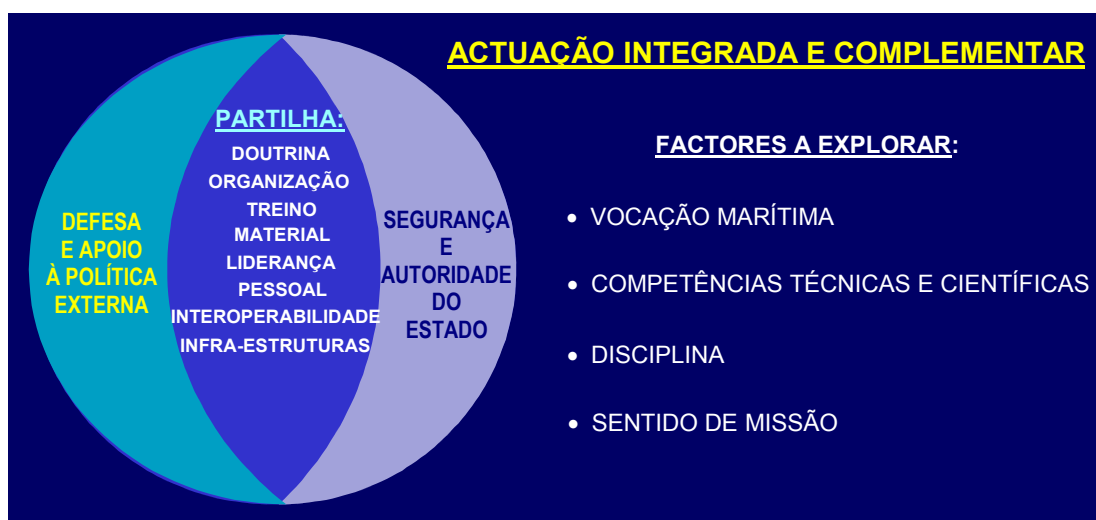 ACTUAÇÃO INTEGRADA E COMPLEMENTAR
DEFESA
E APOIO
À POLÍTICA
EXTERNA
PARTILHA:
DOUTRINA
ORGANIZAÇÃO
TREINO
MATERIAL
LIDERANÇA
PESSOAL
INTEROPERABILIDADE
INFRA-ESTRUTURAS
SEGURANÇA
E
AUTORIDADE
DO
ESTADO
FACTORES A EXPLORAR:
• VOCAÇÃO MARÍTIMA
• COMPETÊNCIAS TÉCNICAS E CIENTÍFICAS
• DISCIPLINA
• SENTIDO DE MISSÃO